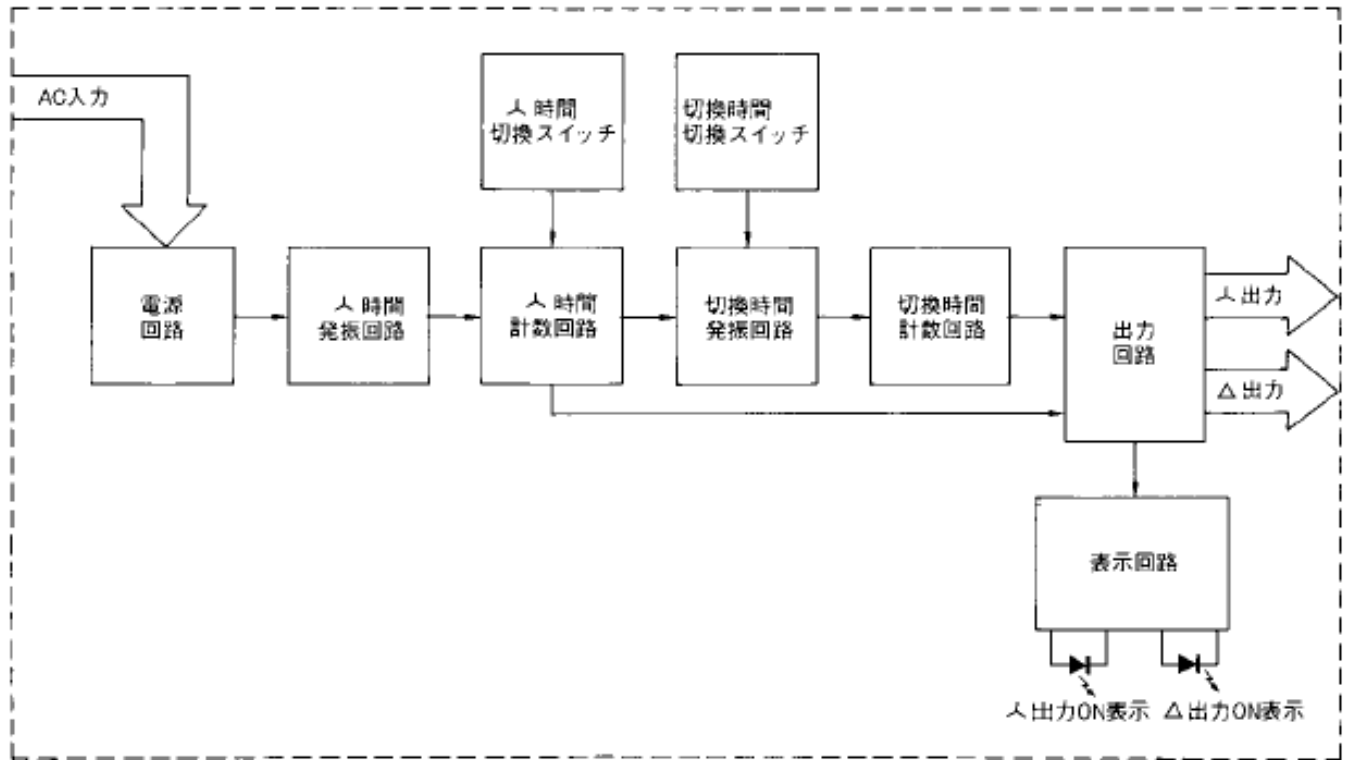 AC入力
人時間
切換スイッチ
切換時間
切換スイッチ
電源
回路
人時間
発振回路
人時間
計数回路
切換時間
発振回路
切換時間
計数回路
出力
回路
人出力
△出力
表示回路
人出力ON表示 △出力ON表示